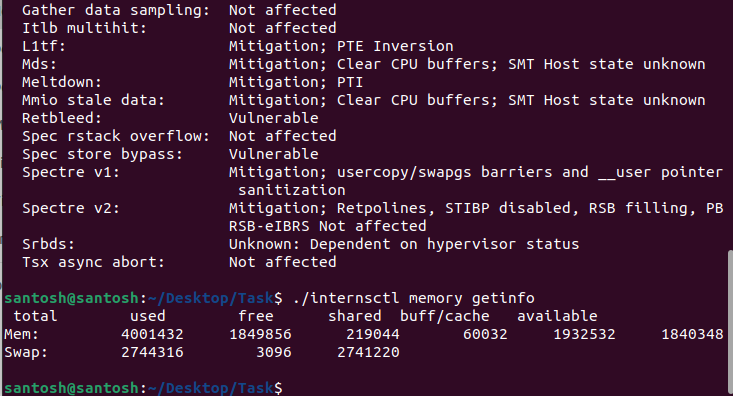 Gather data sampling:  Not affected
Itlb multihit:         Not affected
L1tf:                  Mitigation; PTE Inversion
Mds:                   Mitigation; Clear CPU buffers; SMT Host state unknown
Meltdown:              Mitigation; PTI
Mmio stale data:       Mitigation; Clear CPU buffers; SMT Host state unknown
Retbleed:              Vulnerable
Spec rstack overflow:  Not affected
Spec store bypass:     Vulnerable
Spectre v1:            Mitigation; usercopy/swapgs barriers and __user pointer
sanitization
Spectre v2:            Mitigation; Retpolines, STIBP disabled, RSB filling, PB
RSB-eIBRS Not affected
Srbds:                 Unknown: Dependent on hypervisor status
Tsx async abort:       Not affected
santosh@santosh:~/Desktop/Task$ ./internsctl memory getinfo
total        used        free      shared  buff/cache   available
Mem:         4001432     1849856      219044       60032     1932532     1840348
Swap:        2744316        3096     2741220
santosh@santosh:~/Desktop/Task$